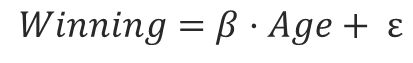 Winning = β · Age + ε